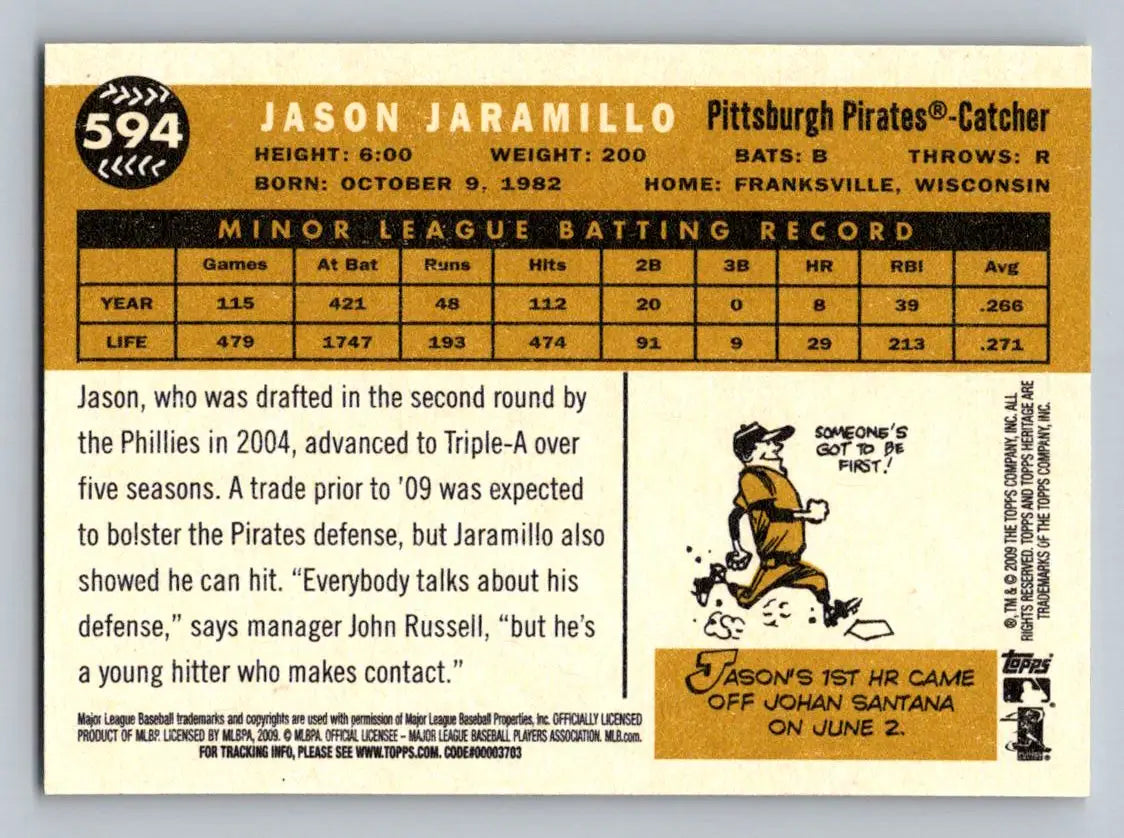 594
JASON JARAMILLO Pittsburgh Pirates®-Catcher
HEIGHT: 6:00 WEIGHT: 200 BATS: B THROWS: R
BORN: OCTOBER 9, 1982 HOME: FRANKSVILLE, WISCONSIN
MINOR LEAGUE BATTING RECORD
Games At Bat Runs Hits 2B 3B HR RBI Avg
YEAR 115 421 48 112 20 0 8 39 .266
LIFE 479 1747 193 474 91 9 29 213 .271
Jason, who was drafted in the second round by
the Phillies in 2004, advanced to Triple-A over
five seasons. A trade prior to '09 was expected
to bolster the Pirates defense, but Jaramillo also
showed he can hit. “Everybody talks about his
defense,” says manager John Russell, “but he's
a young hitter who makes contact.”
Major League Baseball trademarks and copyrights are used with permission of Major League Baseball Properties, Inc. OFFICIALLY LICENSED
PRODUCT OF MLBP. LICENSED BY MLBPA, 2009. © MLBPA. OFFICIAL LICENSEE – MAJOR LEAGUE BASEBALL PLAYERS ASSOCIATION. MLB.com.
FOR TRACKING INFO, PLEASE SEE WWW.TOPPS.COM. CODE#00003703
SOMEONE'S
GOT TO BE
FIRST!
JASON'S 1ST HR CAME
OFF JOHAN SANTANA
ON JUNE 2.
®, TM & © 2009 THE TOPPS COMPANY, INC. ALL
RIGHTS RESERVED. TOPPS AND TOPPS HERITAGE ARE
TRADEMARKS OF THE TOPPS COMPANY, INC.
topps